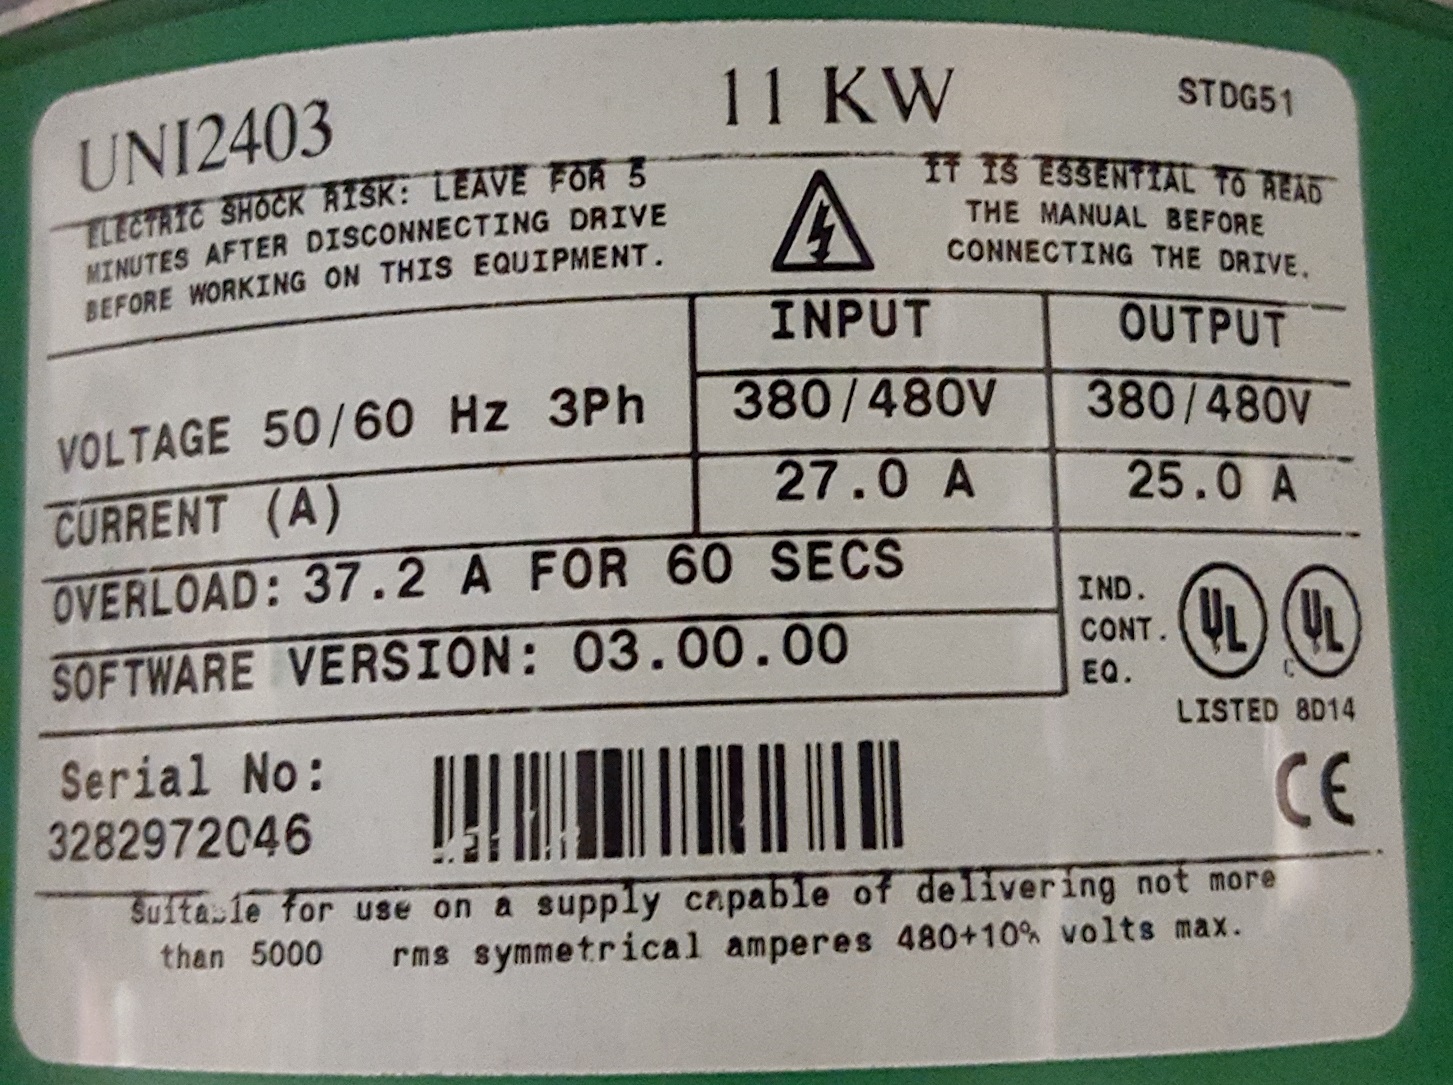 UNI2403 11 KW STDG51
ELECTRIC SHOCK RISK: LEAVE FOR 5
MINUTES AFTER DISCONNECTING DRIVE
BEFORE WORKING ON THIS EQUIPMENT.
IT IS ESSENTIAL TO READ
THE MANUAL BEFORE
CONNECTING THE DRIVE.
INPUT OUTPUT
VOLTAGE 50/60 Hz 3Ph 380/480V 380/480V
CURRENT (A) 27.0 A 25.0 A
OVERLOAD: 37.2 A FOR 60 SECS
SOFTWARE VERSION: 03.00.00
IND.
CONT.
EQ.
UL C UL
LISTED 8D14
Serial No:
3282972046
CE
Suitable for use on a supply capable of delivering not more
than 5000 rms symmetrical amperes 480+10% volts max.